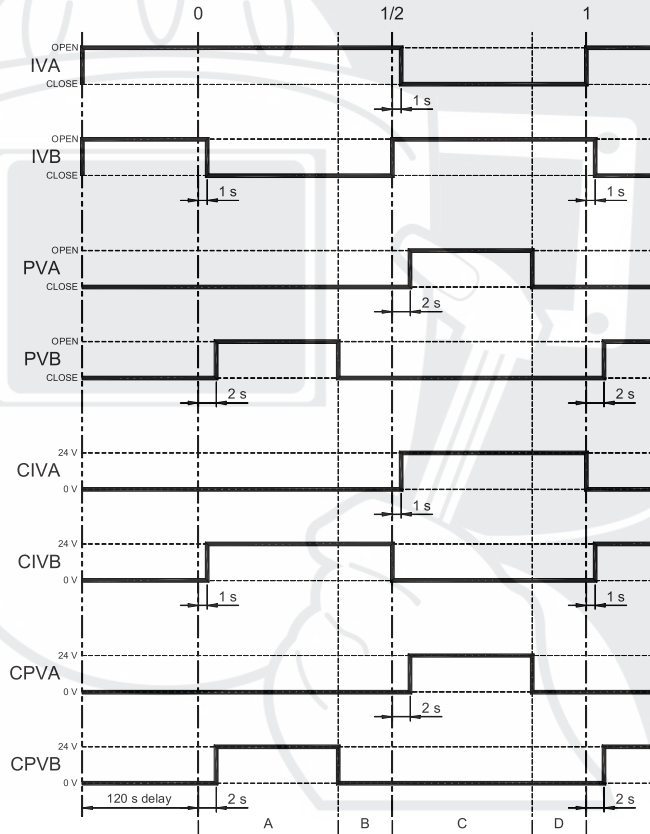 0 1/2 1
OPEN
IVA
CLOSE
1 s
OPEN
IVB
CLOSE
1 s 1 s
OPEN
PVA
CLOSE
2 s
OPEN
PVB
CLOSE
2 s 2 s
24 V
CIVA
0 V
1 s
24 V
CIVB
0 V
1 s 1 s
24 V
CPVA
0 V
2 s
24 V
CPVB
0 V
120 s delay 2 s 2 s
A B C D